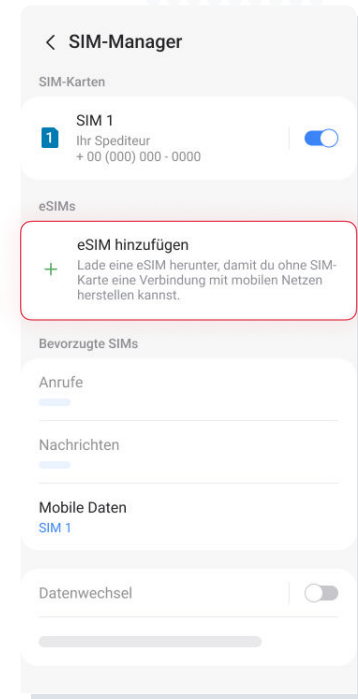 SIM-Manager
SIM-Karten
SIM 1
1
Ihr Spediteur
+ 00 (000) 000 - 0000
eSIMs
eSIM hinzufügen
Lade eine eSIM herunter, damit du ohne SIM-
Karte eine Verbindung mit mobilen Netzen
herstellen kannst.
Bevorzugte SIMs
Anrufe
Nachrichten
Mobile Daten
SIM 1
Datenwechsel